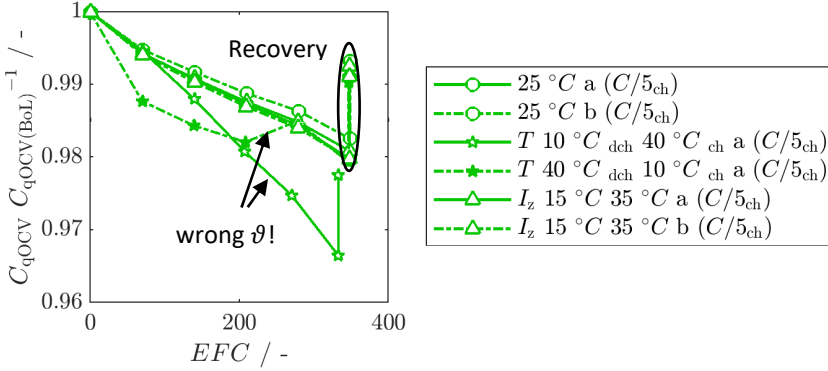 1
0.99
0.98
0.97
0.96
0
200
400
C_qOCV C_qOCV(BoL)^−1 / -
EFC / -
Recovery
wrong ϑ!
25 °C a (C/5_ch)
25 °C b (C/5_ch)
T 10 °C _dch 40 °C _ch a (C/5_ch)
T 40 °C _dch 10 °C _ch a (C/5_ch)
I_z 15 °C 35 °C a (C/5_ch)
I_z 15 °C 35 °C b (C/5_ch)